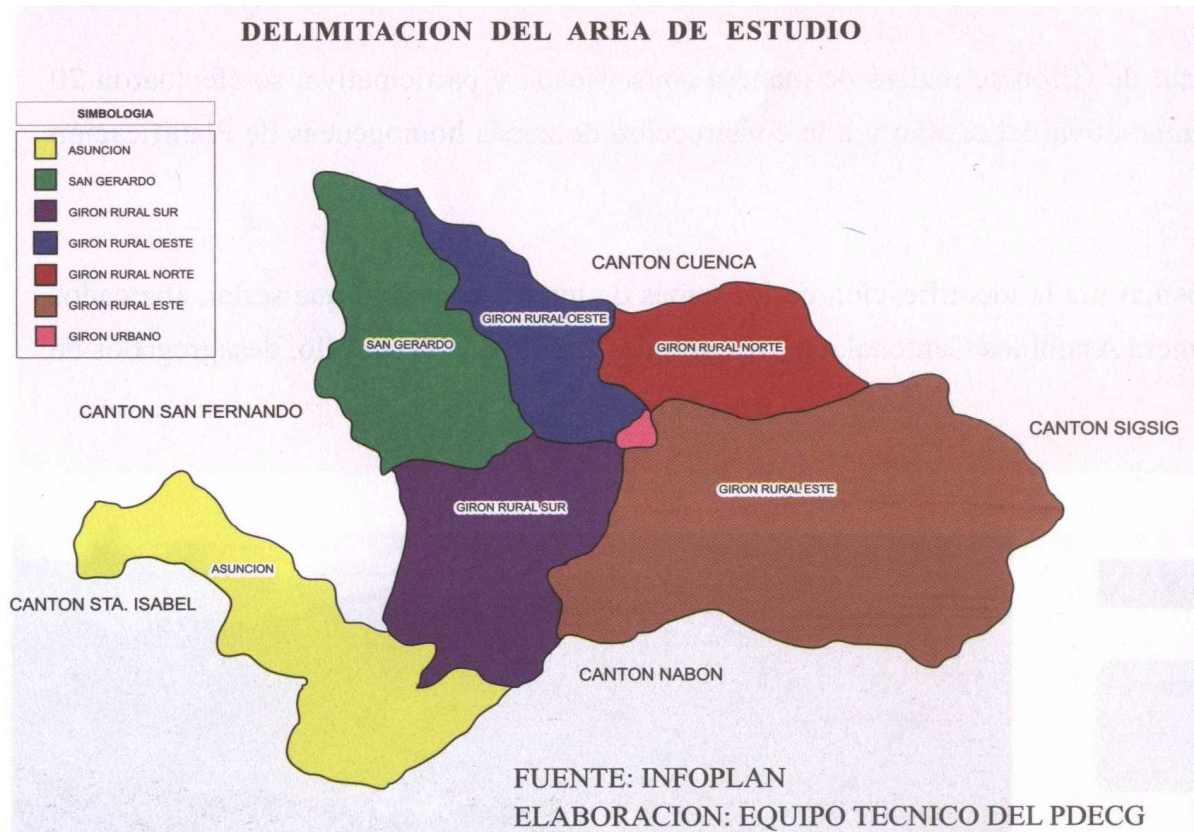 DELIMITACION DEL AREA DE ESTUDIO
SIMBOLOGIA
ASUNCION
SAN GERARDO
GIRON RURAL SUR
GIRON RURAL OESTE
GIRON RURAL NORTE
GIRON RURAL ESTE
GIRON URBANO
CANTON CUENCA
GIRON RURAL OESTE
SAN GERARDO
GIRON RURAL NORTE
CANTON SAN FERNANDO
CANTON SIGSIG
GIRON RURAL ESTE
GIRON RURAL SUR
ASUNCION
CANTON STA. ISABEL
CANTON NABON
FUENTE: INFOPLAN
ELABORACION: EQUIPO TECNICO DEL PDECG